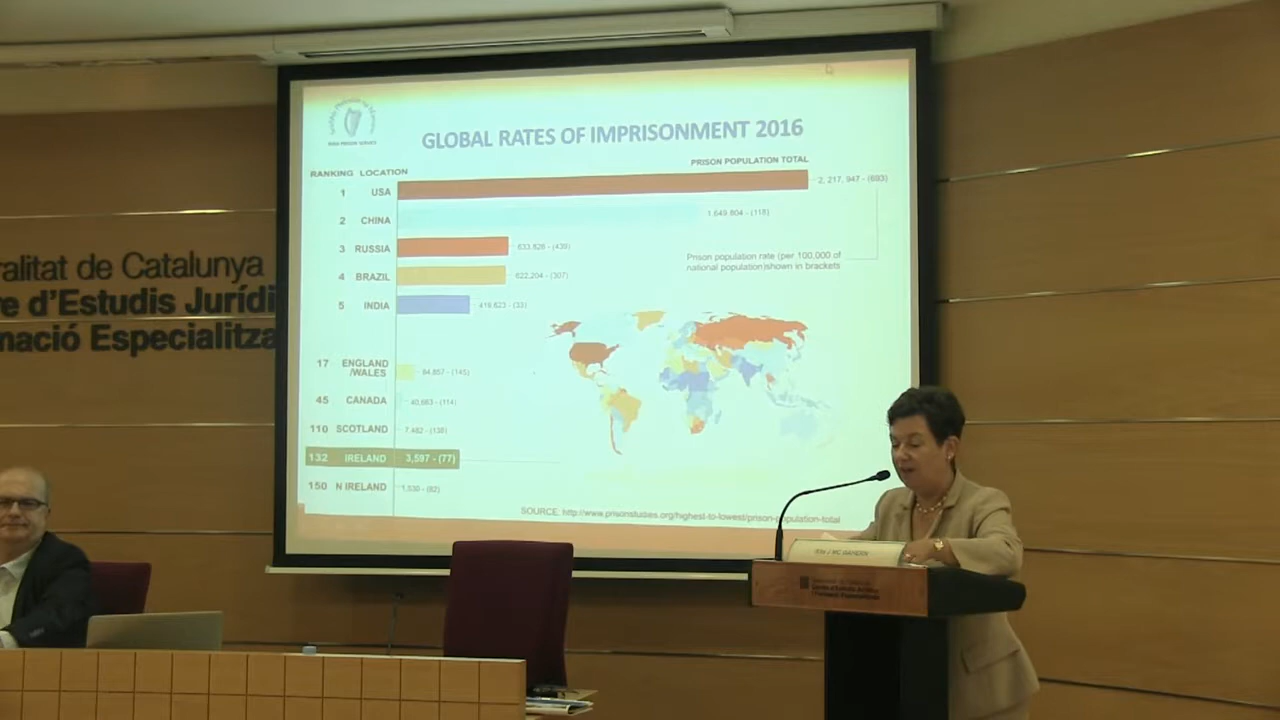 GLOBAL RATES OF IMPRISONMENT 2016
IRISH PRISON SERVICE
PRISON POPULATION TOTAL
RANKING LOCATION
1 USA 2, 217, 947 - (693)
2 CHINA 1,649,804 - (118)
3 RUSSIA 633,826 - (439)
4 BRAZIL 622,204 - (307)
5 INDIA 419,623 - (33)
Prison population rate (per 100,000 of
national population)shown in brackets
17 ENGLAND
/WALES 84,857 - (145)
45 CANADA 40,663 - (114)
110 SCOTLAND 7,482 - (138)
132 IRELAND 3,597 - (77)
150 N IRELAND 1,530 - (82)
SOURCE: http://www.prisonstudies.org/highest-to-lowest/prison-population-total
ralitat de Catalunya
e d'Estudis Jurídi
mació Especialitza